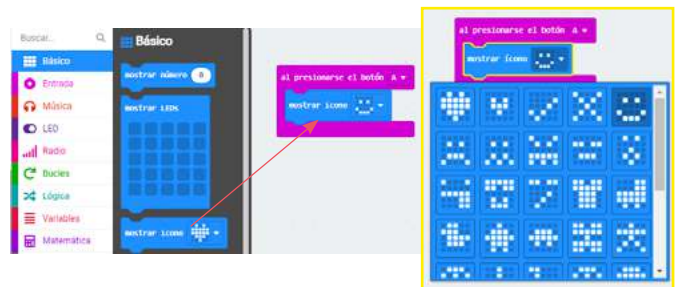 Buscar...
Básico
Entrada
Música
LED
Radio
Bucles
Lógica
Variables
Matemática
Básico
mostrar número 0
mostrar LEDs
mostrar icono
al presionarse el botón A
mostrar icono
al presionarse el botón A
mostrar icono